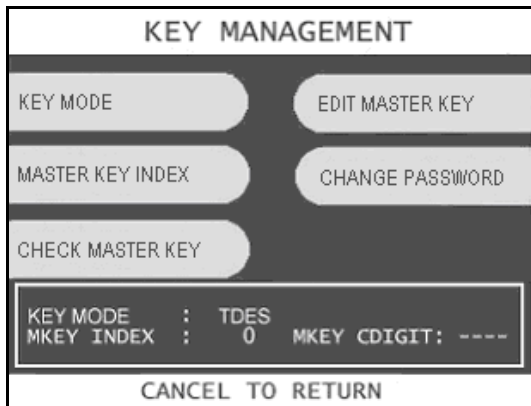 KEY MANAGEMENT
KEY MODE
EDIT MASTER KEY
MASTER KEY INDEX
CHANGE PASSWORD
CHECK MASTER KEY
KEY MODE : TDES
MKEY INDEX : 0 MKEY CDIGIT: ----
CANCEL TO RETURN